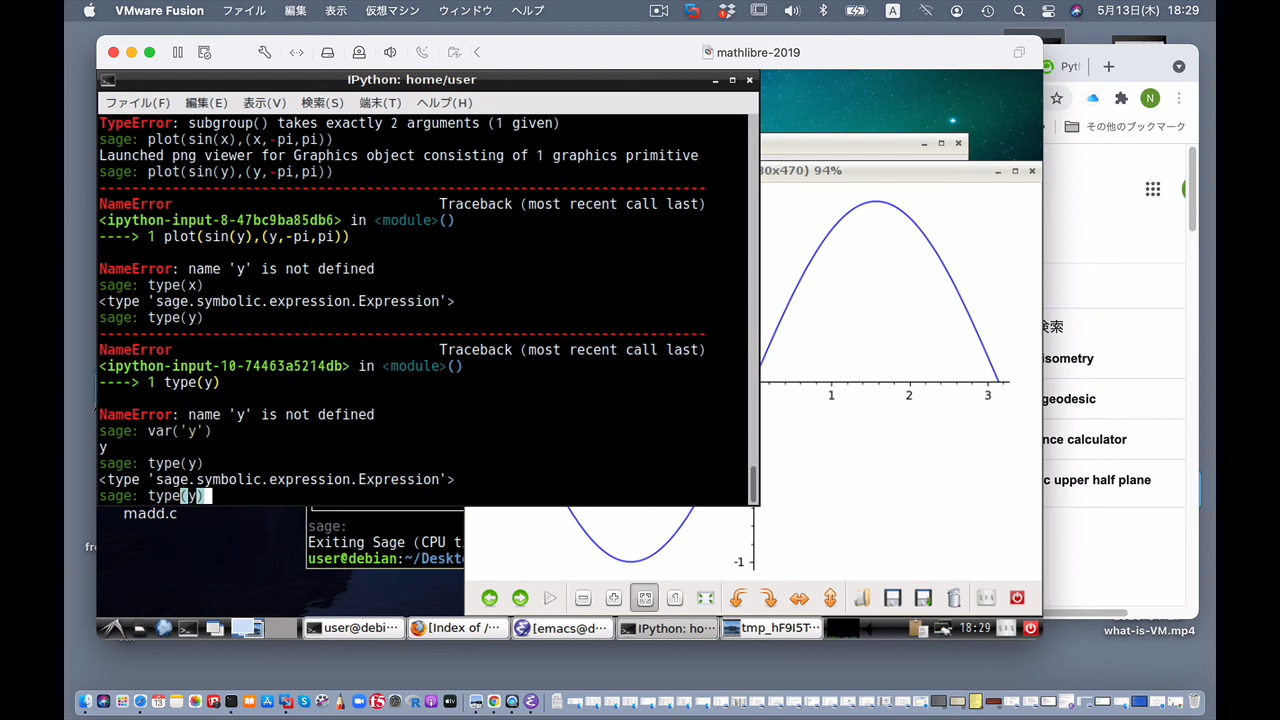 VMware Fusion ファイル 編集 表示 仮想マシン ウィンドウ ヘルプ A 5月13日(木) 18:29
mathlibre-2019
IPython: home/user
ファイル(F) 編集(E) 表示(V) 検索(S) 端末(T) ヘルプ(H)
TypeError: subgroup() takes exactly 2 arguments (1 given)
sage: plot(sin(x),(x,-pi,pi))
Launched png viewer for Graphics object consisting of 1 graphics primitive
sage: plot(sin(y),(y,-pi,pi))
---------------------------------------------------------------------------
NameError Traceback (most recent call last)
<ipython-input-8-47bc9ba85db6> in <module>()
----> 1 plot(sin(y),(y,-pi,pi))
NameError: name 'y' is not defined
sage: type(x)
<type 'sage.symbolic.expression.Expression'>
sage: type(y)
---------------------------------------------------------------------------
NameError Traceback (most recent call last)
<ipython-input-10-74463a5214db> in <module>()
----> 1 type(y)
NameError: name 'y' is not defined
sage: var('y')
y
sage: type(y)
<type 'sage.symbolic.expression.Expression'>
sage: type(y)
madd.c
sage:
Exiting Sage (CPU t
user@debian:~/Deskt
x470) 94%
1 2 3
-1
user@debi...
[Index of /...
[emacs@d...
IPython: ho...
tmp_hF9I5T...
18:29
Pyt
N
その他のブックマーク
検索
isometry
geodesic
nce calculator
c upper half plane
what-is-VM.mp4